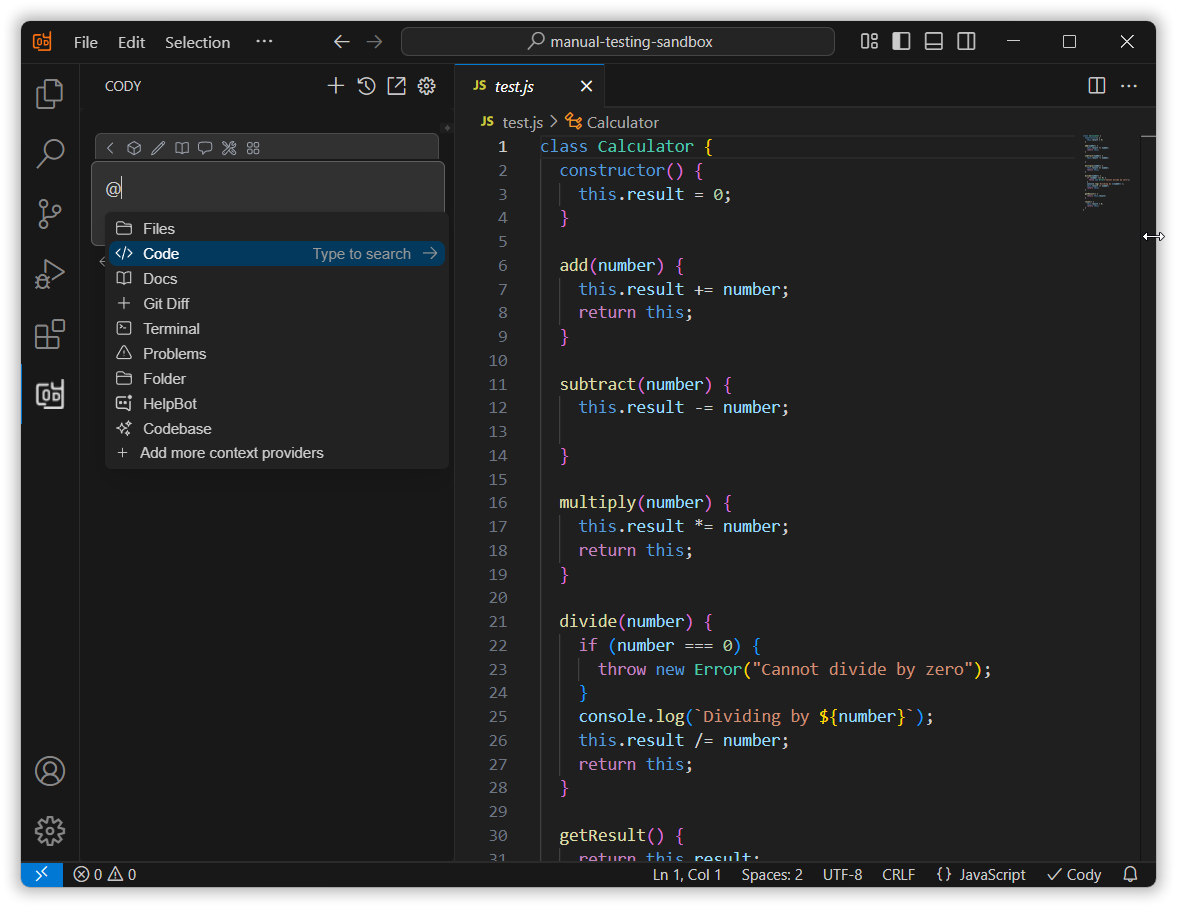 File Edit Selection ··· manual-testing-sandbox
CODY
JS test.js
JS test.js > Calculator
@
Files
Code Type to search →
Docs
Git Diff
Terminal
Problems
Folder
HelpBot
Codebase
+ Add more context providers
1 class Calculator {
2 constructor() {
3 this.result = 0;
4 }
5
6 add(number) {
7 this.result += number;
8 return this;
9 }
10
11 subtract(number) {
12 this.result -= number;
13
14 }
15
16 multiply(number) {
17 this.result *= number;
18 return this;
19 }
20
21 divide(number) {
22 if (number === 0) {
23 throw new Error("Cannot divide by zero");
24 }
25 console.log(`Dividing by ${number}`);
26 this.result /= number;
27 return this;
28 }
29
30 getResult() {
31 return this.result;
0 0 Ln 1, Col 1 Spaces: 2 UTF-8 CRLF {} JavaScript ✓ Cody